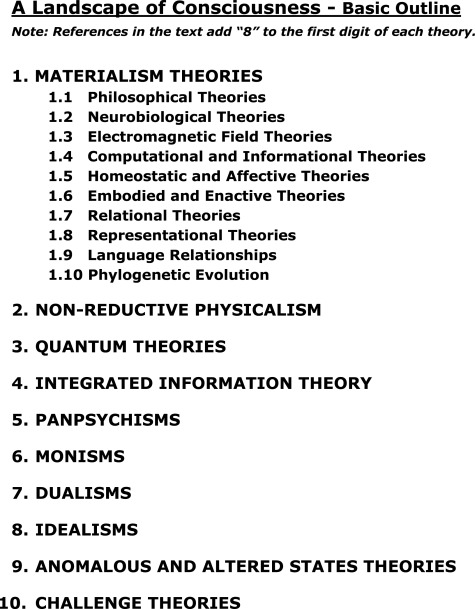 A Landscape of Consciousness - Basic Outline
Note: References in the text add “8” to the first digit of each theory.
1. MATERIALISM THEORIES
1.1 Philosophical Theories
1.2 Neurobiological Theories
1.3 Electromagnetic Field Theories
1.4 Computational and Informational Theories
1.5 Homeostatic and Affective Theories
1.6 Embodied and Enactive Theories
1.7 Relational Theories
1.8 Representational Theories
1.9 Language Relationships
1.10 Phylogenetic Evolution
2. NON-REDUCTIVE PHYSICALISM
3. QUANTUM THEORIES
4. INTEGRATED INFORMATION THEORY
5. PANPSYCHISMS
6. MONISMS
7. DUALISMS
8. IDEALISMS
9. ANOMALOUS AND ALTERED STATES THEORIES
10. CHALLENGE THEORIES